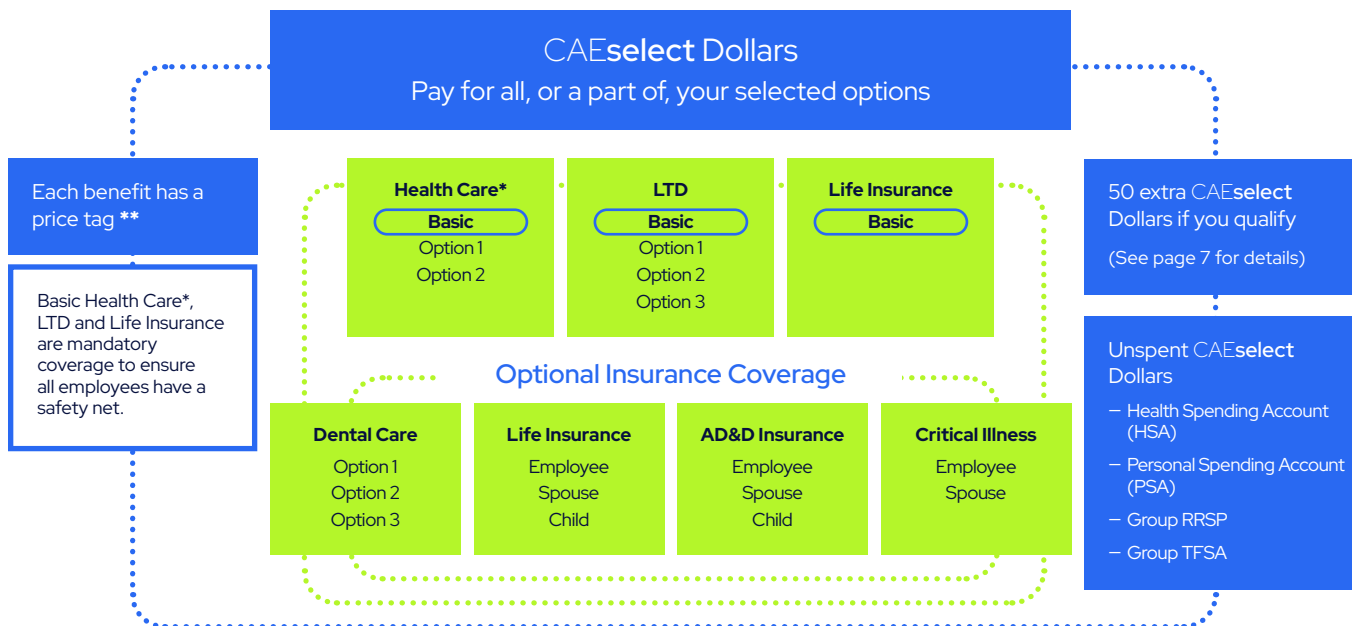 CAEselect Dollars
Pay for all, or a part of, your selected options
Each benefit has a
price tag **
Basic Health Care*,
LTD and Life Insurance
are mandatory
coverage to ensure
all employees have a
safety net.
Health Care*
Basic
Option 1
Option 2
LTD
Basic
Option 1
Option 2
Option 3
Life Insurance
Basic
50 extra CAEselect
Dollars if you qualify
(See page 7 for details)
Optional Insurance Coverage
Dental Care
Option 1
Option 2
Option 3
Life Insurance
Employee
Spouse
Child
AD&D Insurance
Employee
Spouse
Child
Critical Illness
Employee
Spouse
Unspent CAEselect
Dollars
– Health Spending Account
(HSA)
– Personal Spending Account
(PSA)
– Group RRSP
– Group TFSA